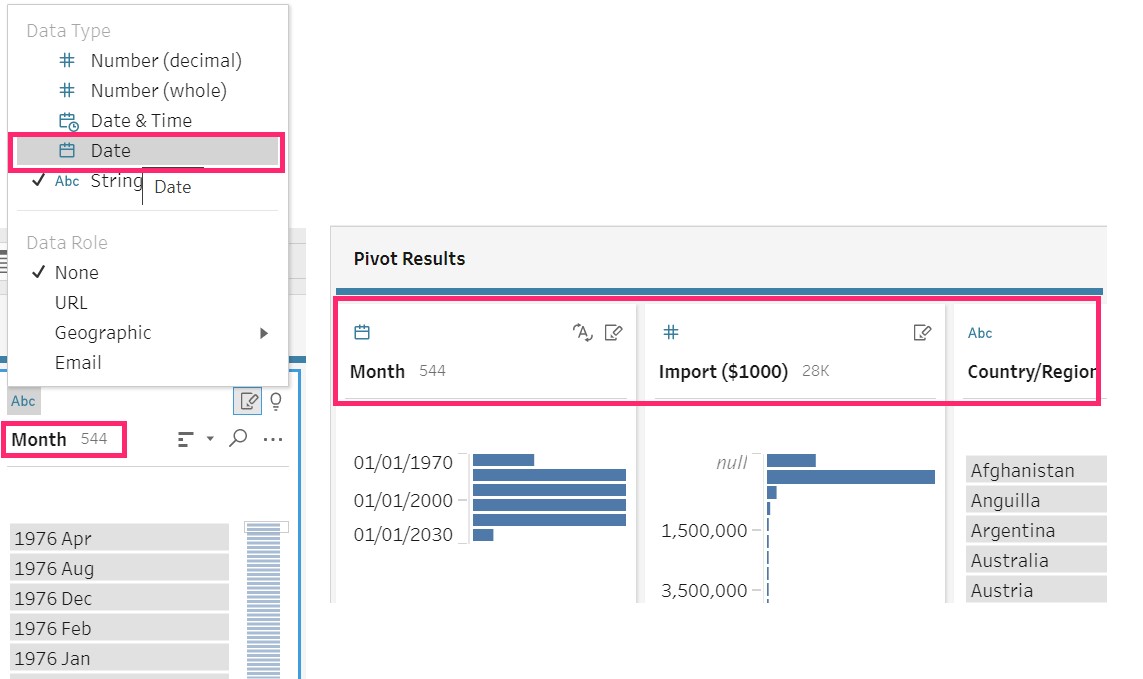 Data Type
Number (decimal)
Number (whole)
Date & Time
Date
Abc String
Date
Data Role
None
URL
Geographic
Email
Abc
Month 544
1976 Apr
1976 Aug
1976 Dec
1976 Feb
1976 Jan
Pivot Results
Abc
Month 544 Import ($1000) 28K Country/Region
01/01/1970
01/01/2000
01/01/2030
null
1,500,000
3,500,000
Afghanistan
Anguilla
Argentina
Australia
Austria